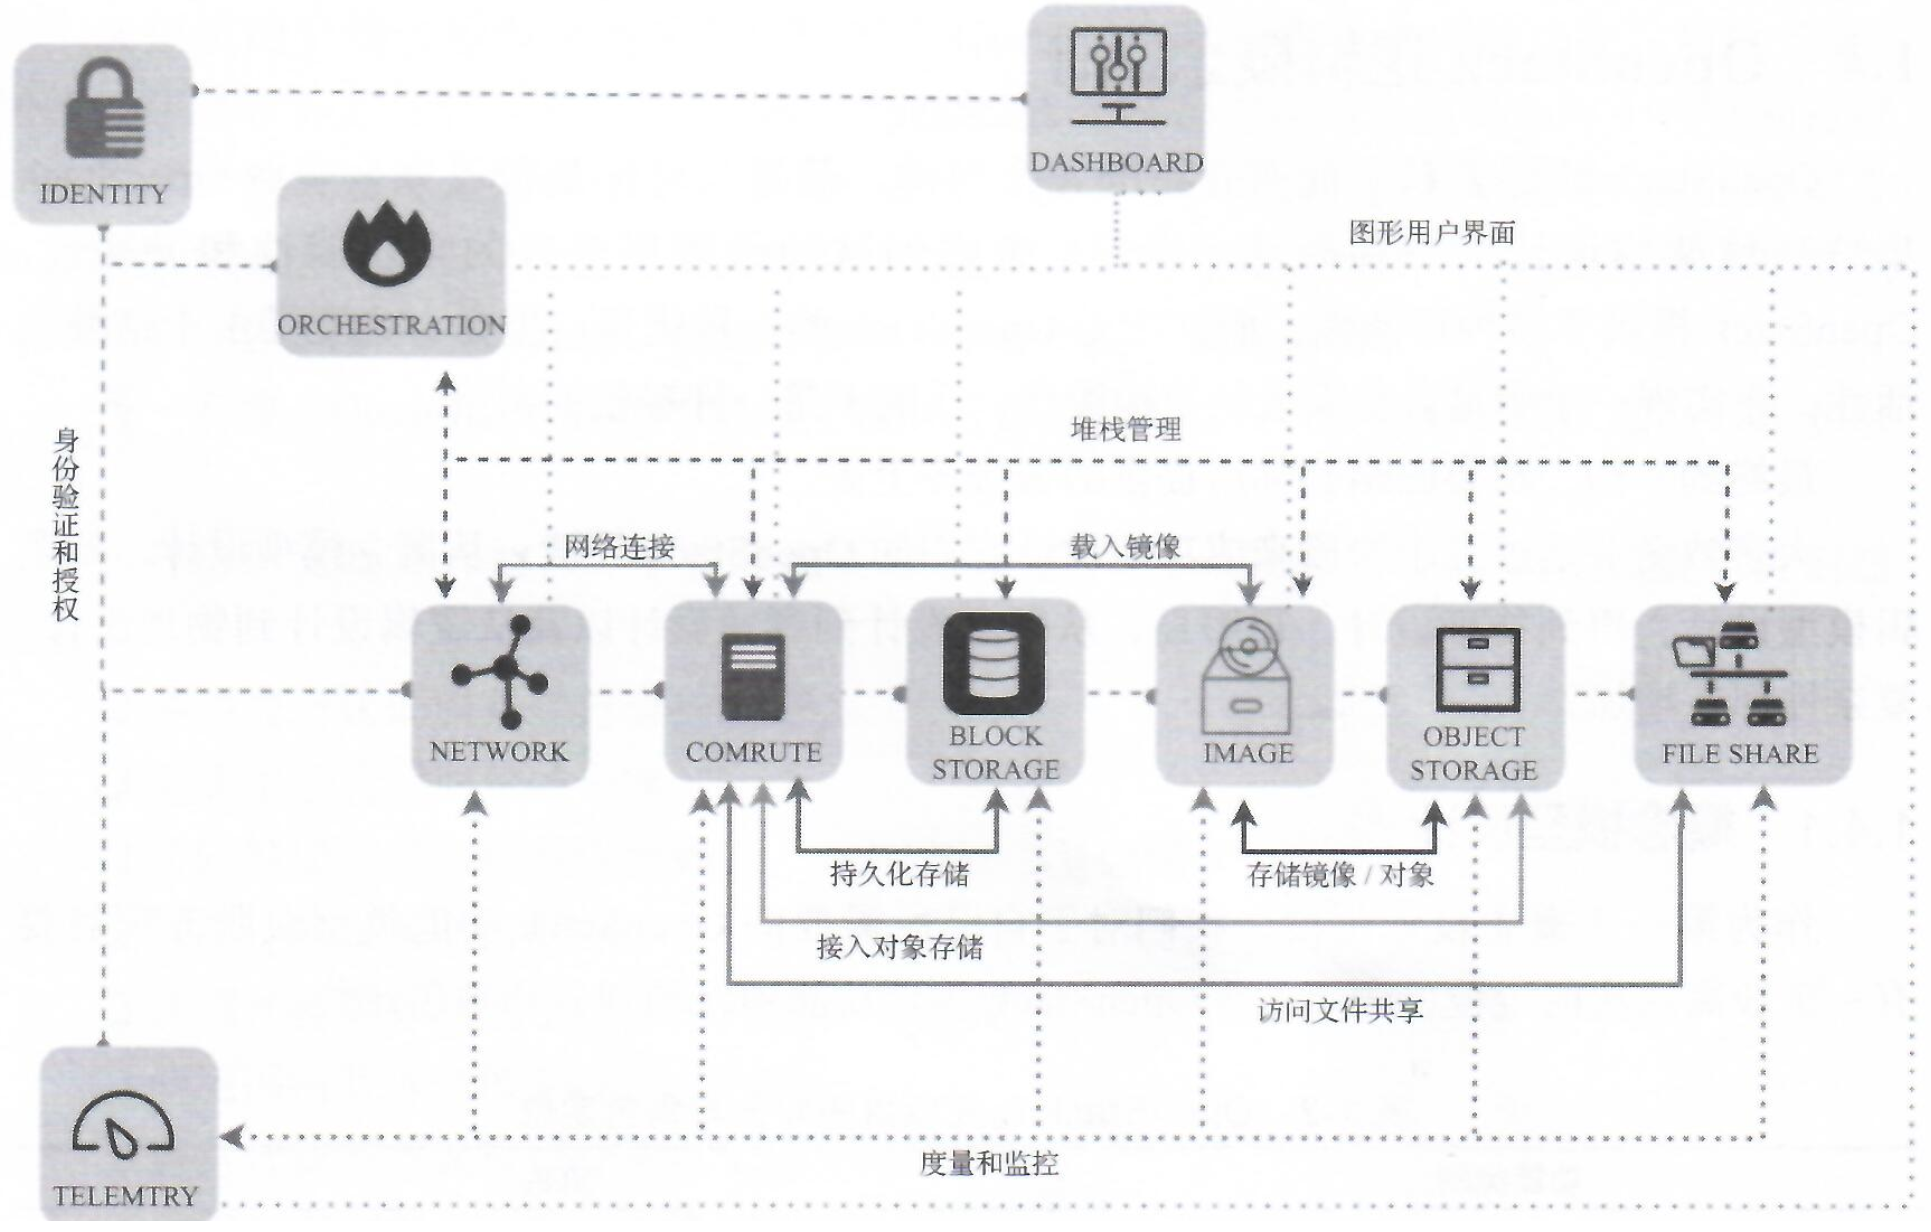 IDENTITY
DASHBOARD
ORCHESTRATION
图形用户界面
身份验证和授权
堆栈管理
网络连接
载入镜像
NETWORK
COMRUTE
BLOCK
STORAGE
IMAGE
OBJECT
STORAGE
FILE SHARE
持久化存储
存储镜像 / 对象
接入对象存储
访问文件共享
度量和监控
TELEMTRY